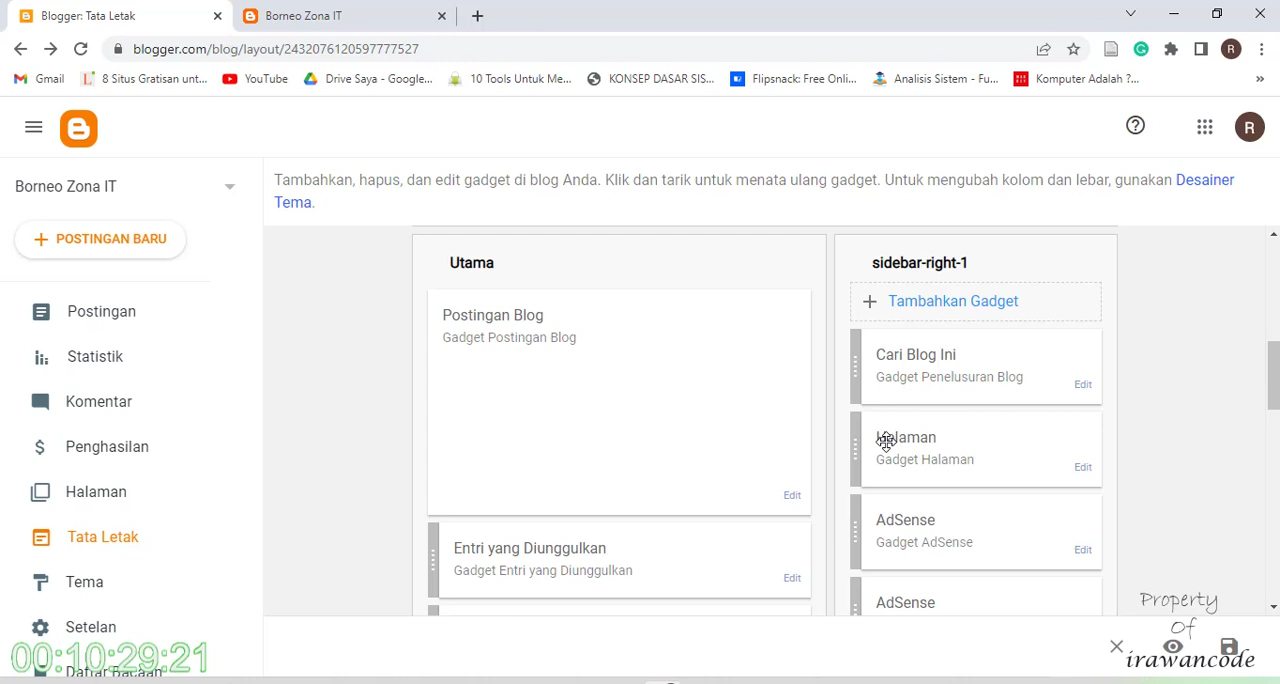 Blogger: Tata Letak
Borneo Zona IT
blogger.com/blog/layout/2432076120597777527
R
Gmail
8 Situs Gratisan unt...
YouTube
Drive Saya - Google...
10 Tools Untuk Me...
KONSEP DASAR SIS...
Flipsnack: Free Onli...
Analisis Sistem - Fu...
Komputer Adalah ?...
»
R
Borneo Zona IT
POSTINGAN BARU
Postingan
Statistik
Komentar
Penghasilan
Halaman
Tata Letak
Tema
Setelan
Daftar Bacaan
00:10:29:21
Tambahkan, hapus, dan edit gadget di blog Anda. Klik dan tarik untuk menata ulang gadget. Untuk mengubah kolom dan lebar, gunakan Desainer
Tema.
Utama
Postingan Blog
Gadget Postingan Blog
Edit
Entri yang Diunggulkan
Gadget Entri yang Diunggulkan
Edit
sidebar-right-1
Tambahkan Gadget
Cari Blog Ini
Gadget Penelusuran Blog
Edit
Halaman
Gadget Halaman
Edit
AdSense
Gadget AdSense
Edit
AdSense
Property
Of
irawancode